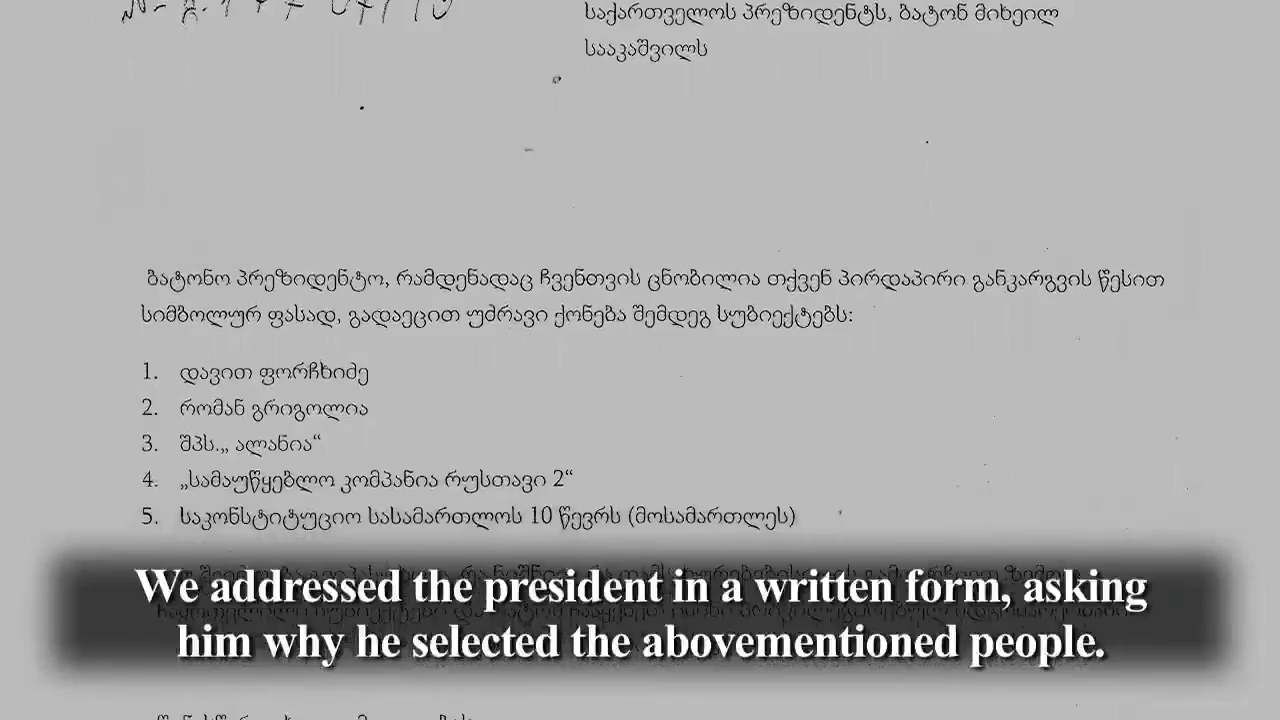 საქართველოს პრეზიდენტს, ბატონ მიხეილ
სააკაშვილს
ბატონო პრეზიდენტო, რამდენადაც ჩვენთვის ცნობილია თქვენ პირდაპირი განკარგვის წესით
სიმბოლურ ფასად, გადაეცით უძრავი ქონება შემდეგ სუბიექტებს:
1. დავით ფორჩხიძე
2. რომან გრიგოლია
3. შპს.„ ალანია“
4. „სამაუწყებლო კომპანია რუსთავი 2“
5. საკონსტიტუციო სასამართლოს 10 წევრს (მოსამართლეს)
We addressed the president in a written form, asking
him why he selected the abovementioned people.